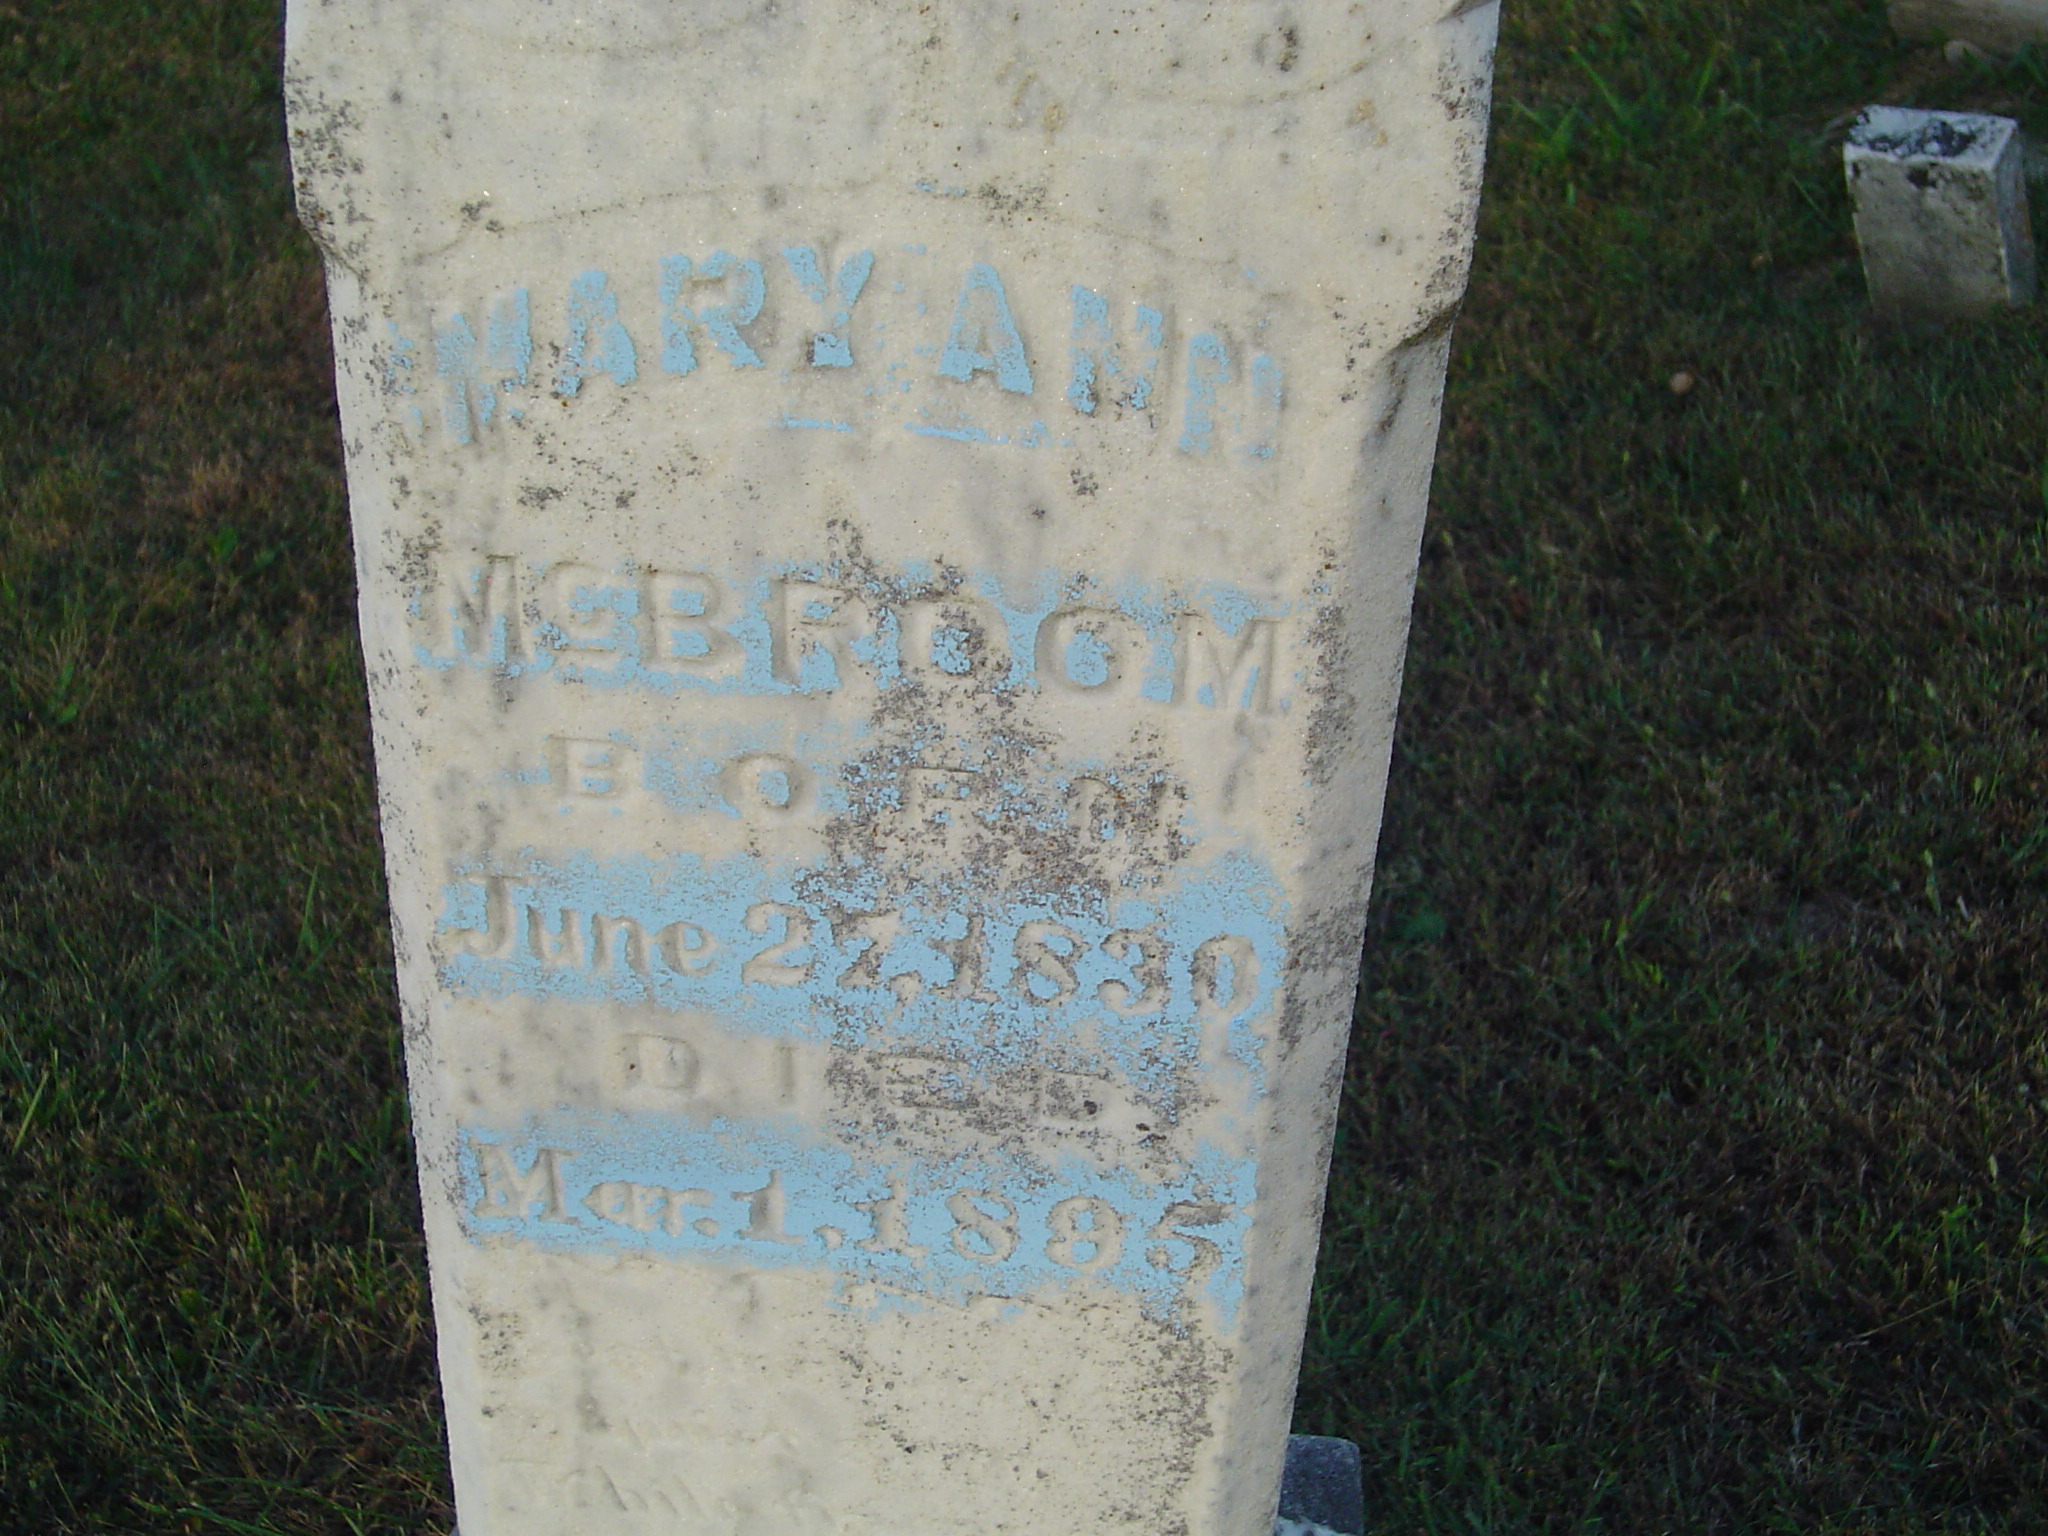 MARY ANN
McBROOM
BORN
June 27, 1830
DIED
Mar. 1, 1895